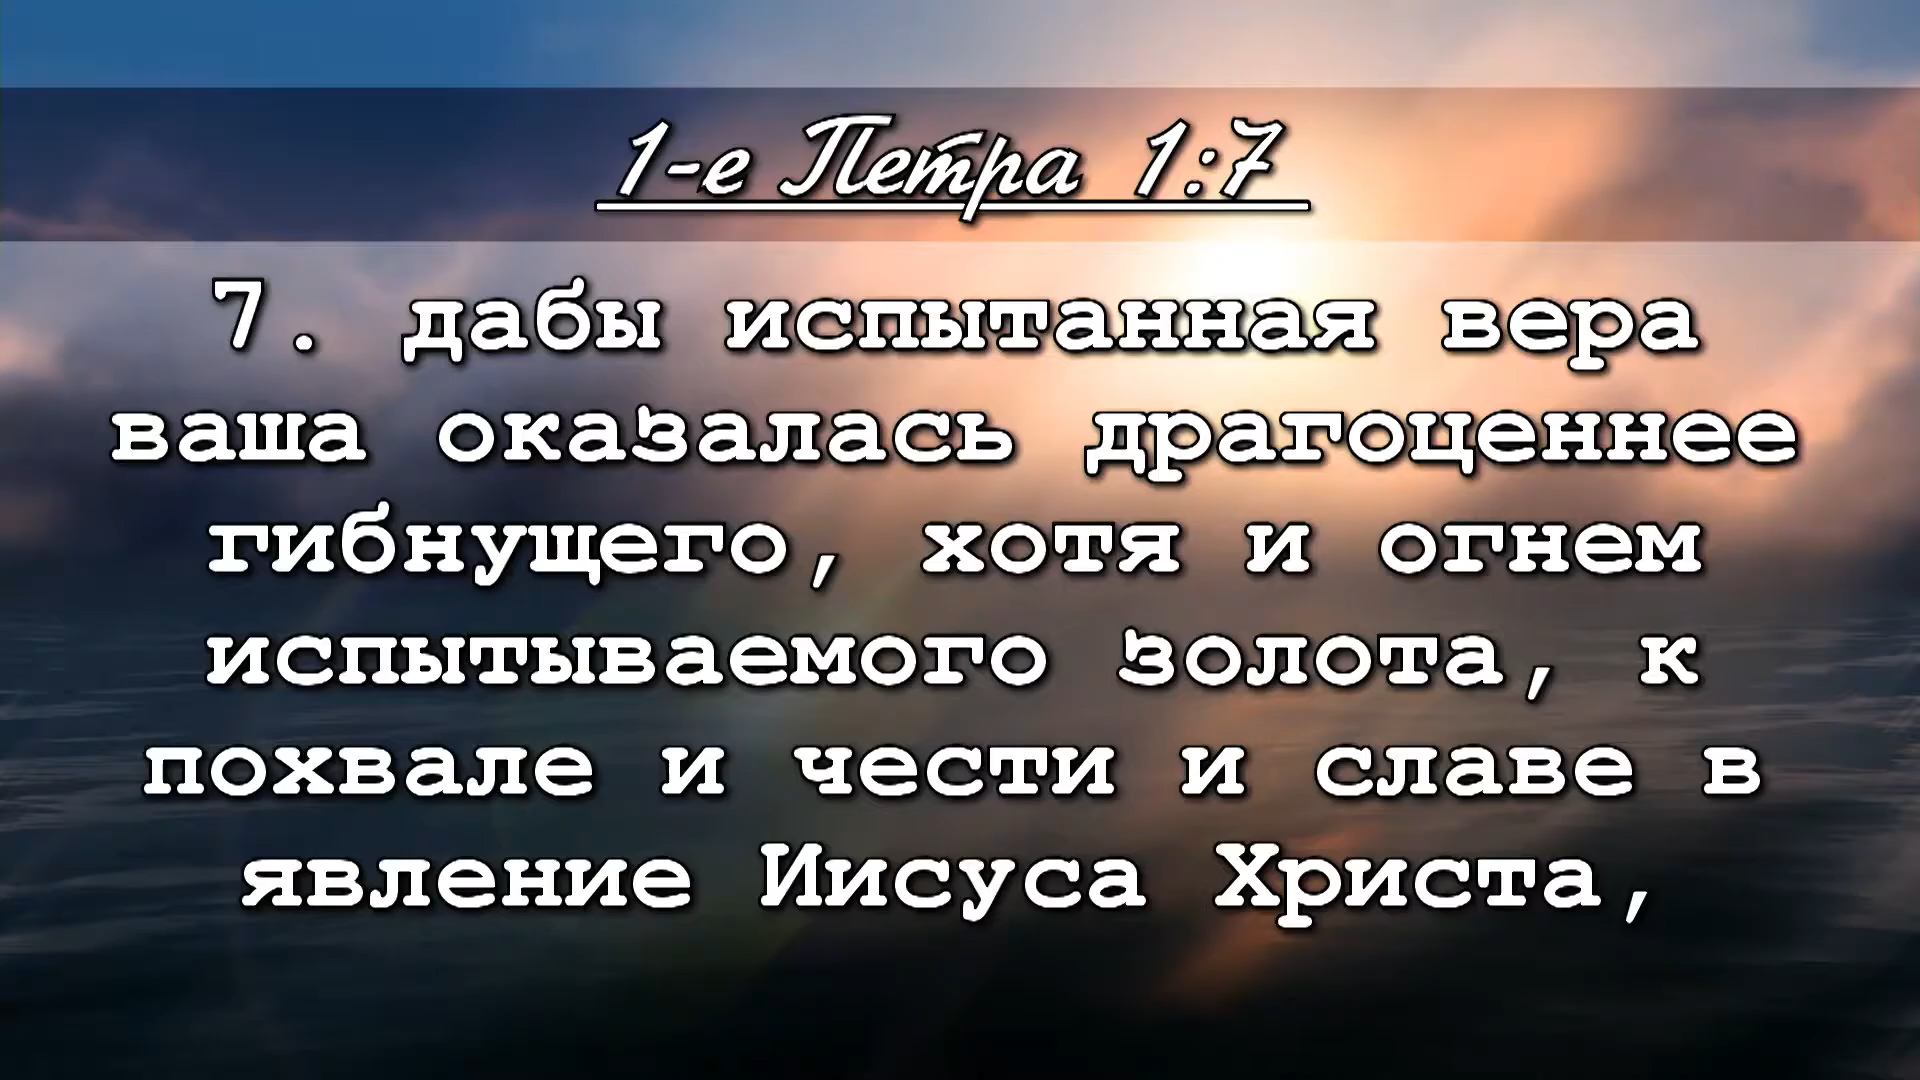 1-е Петра 1:7
7. дабы испытанная вера
ваша оказалась драгоценнее
гибнущего, хотя и огнем
испытываемого золота, к
похвале и чести и славе в
явление Иисуса Христа,